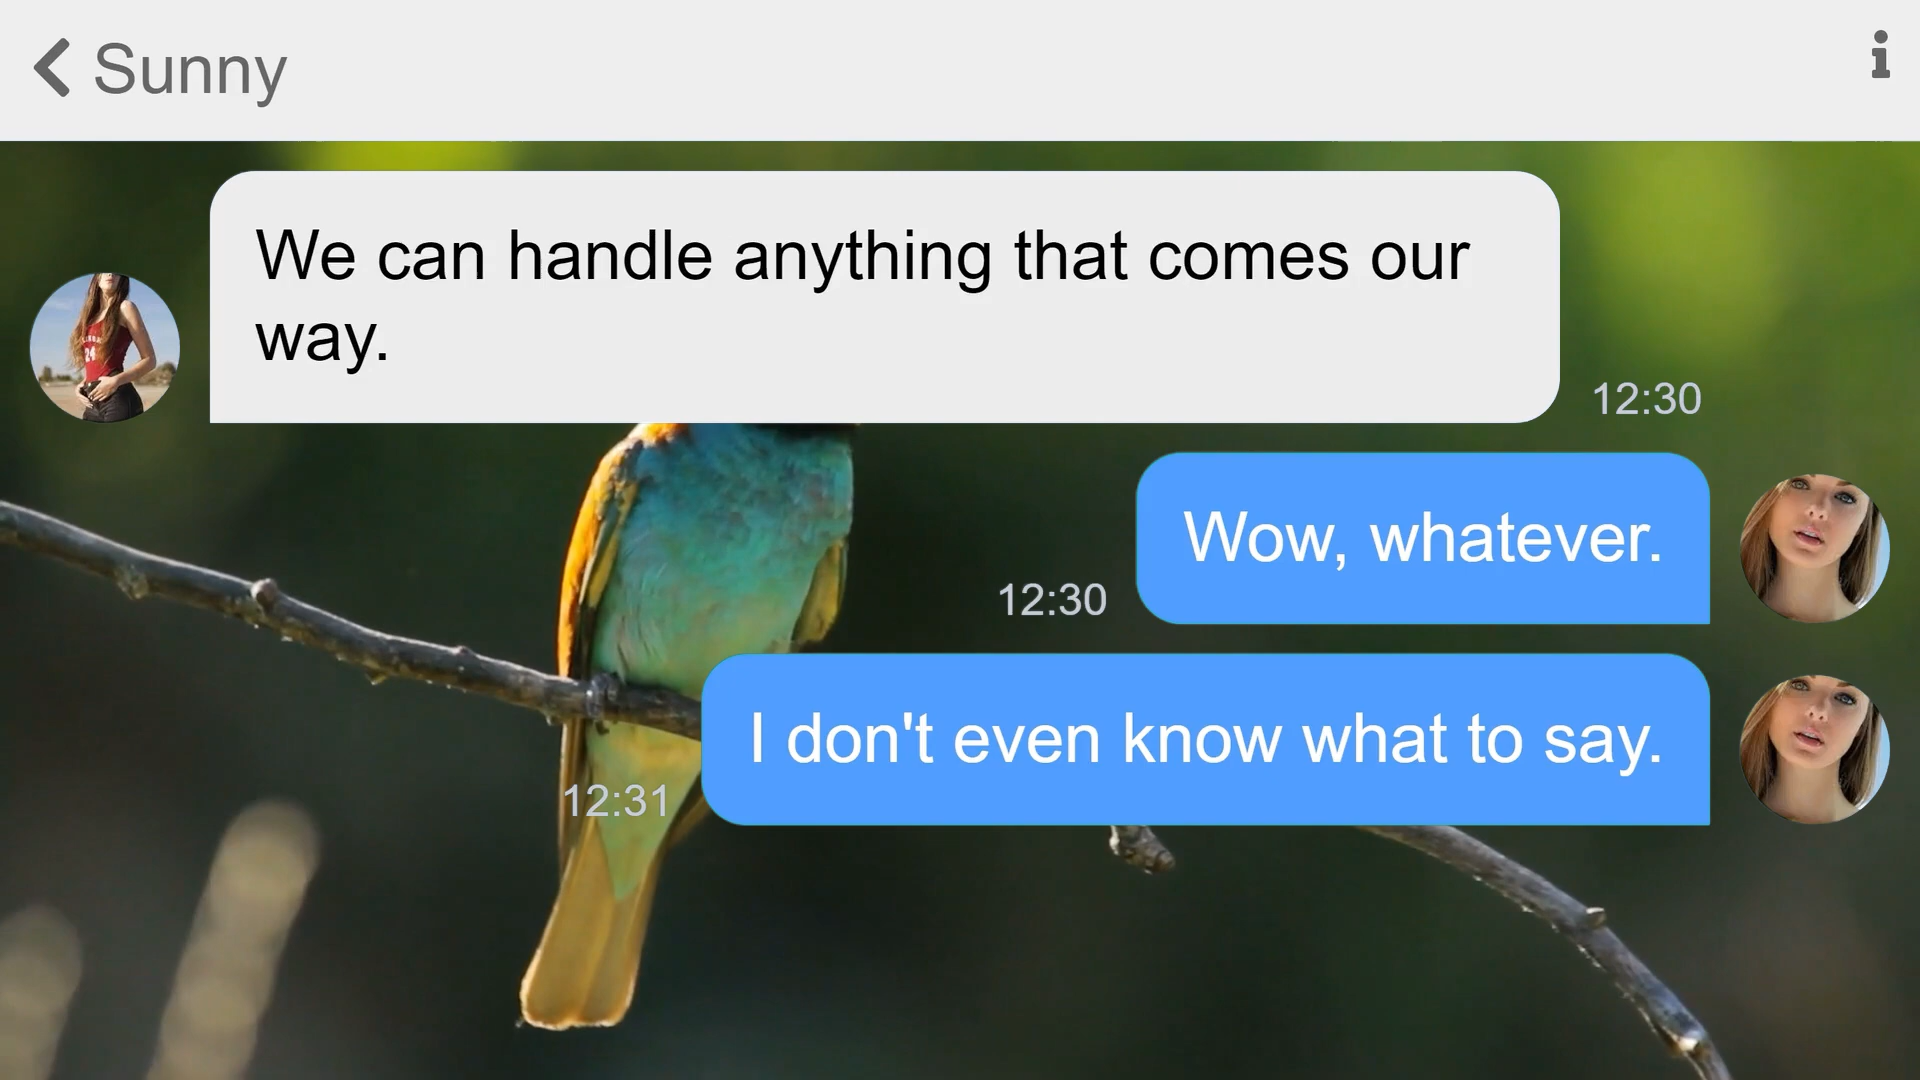 Sunny
We can handle anything that comes our
way.
12:30
Wow, whatever.
12:30
I don't even know what to say.
12:31
24